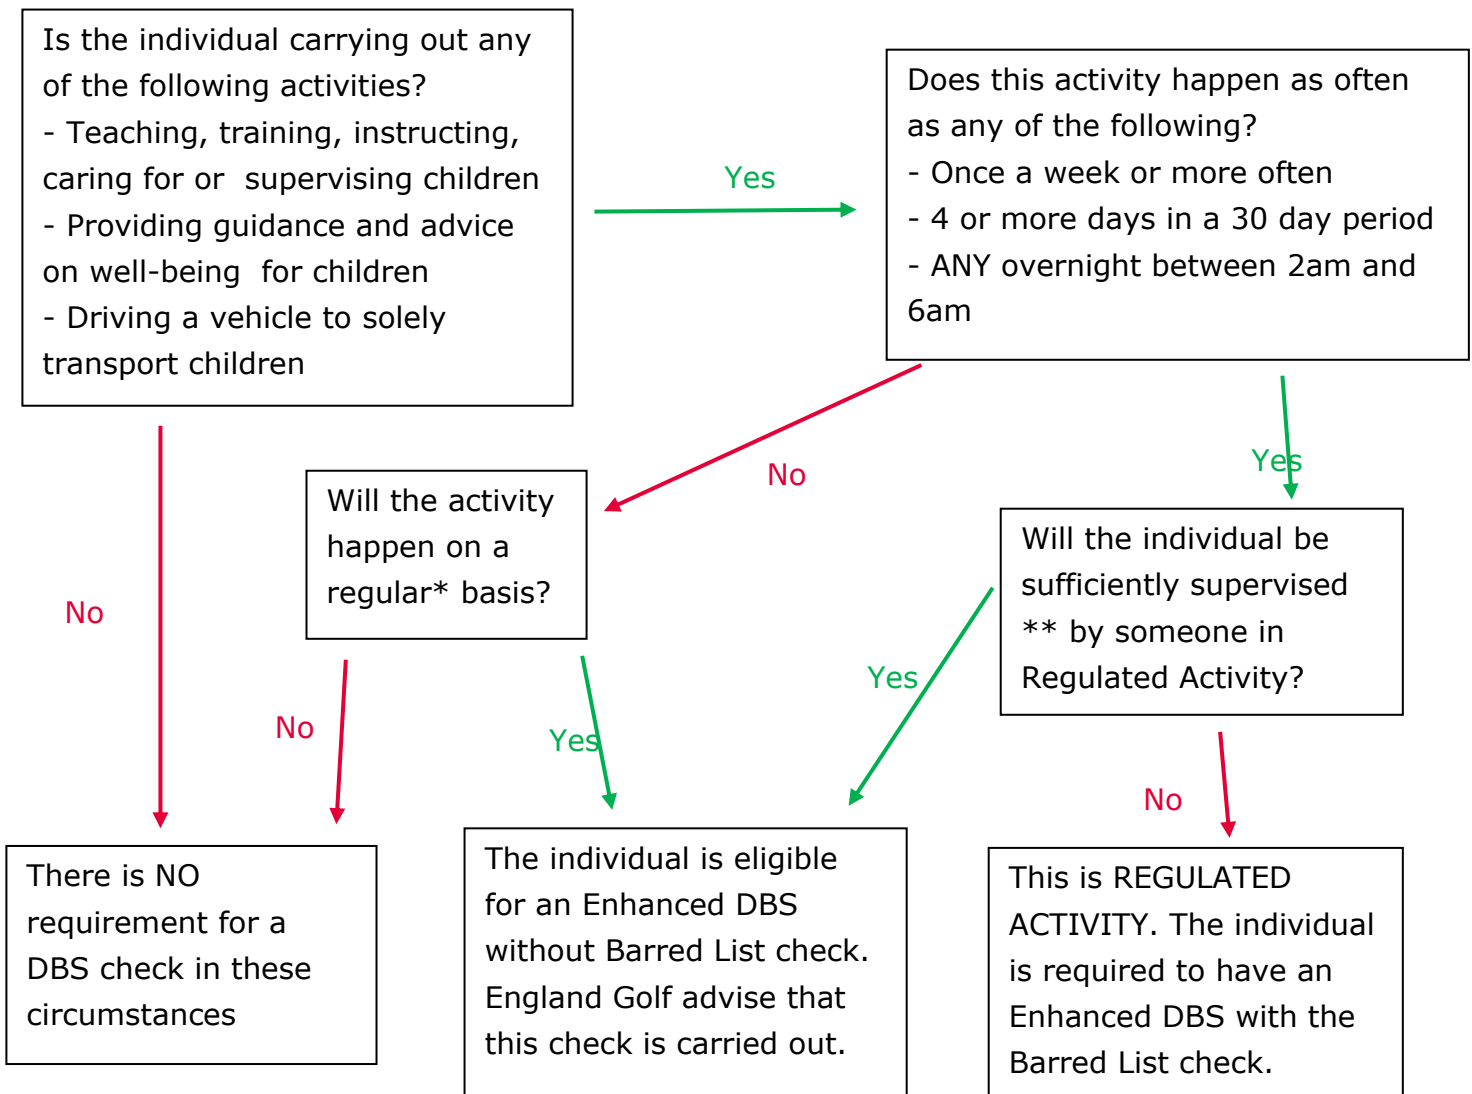 Is the individual carrying out any
of the following activities?
- Teaching, training, instructing,
caring for or  supervising children
- Providing guidance and advice
on well-being  for children
- Driving a vehicle to solely
transport children
Yes
Does this activity happen as often
as any of the following?
- Once a week or more often
- 4 or more days in a 30 day period
- ANY overnight between 2am and
6am
No
Will the activity
happen on a
regular* basis?
No
Yes
Will the individual be
sufficiently supervised
** by someone in
Regulated Activity?
No
Yes
Yes
No
There is NO
requirement for a
DBS check in these
circumstances
The individual is eligible
for an Enhanced DBS
without Barred List check.
England Golf advise that
this check is carried out.
This is REGULATED
ACTIVITY. The individual
is required to have an
Enhanced DBS with the
Barred List check.